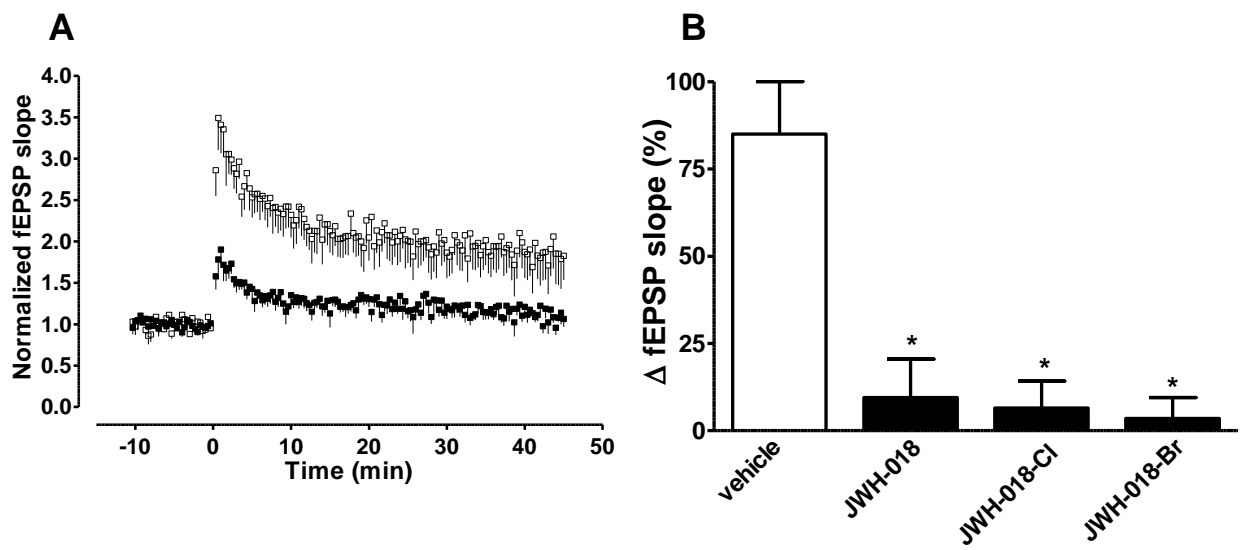 A
4.0
3.5
3.0
2.5
2.0
1.5
1.0
0.5
0.0
Normalized fEPSP slope
-10 0 10 20 30 40 50
Time (min)
B
100
75
50
25
0
Δ fEPSP slope (%)
*
*
*
vehicle
JWH-018
JWH-018-Cl
JWH-018-Br